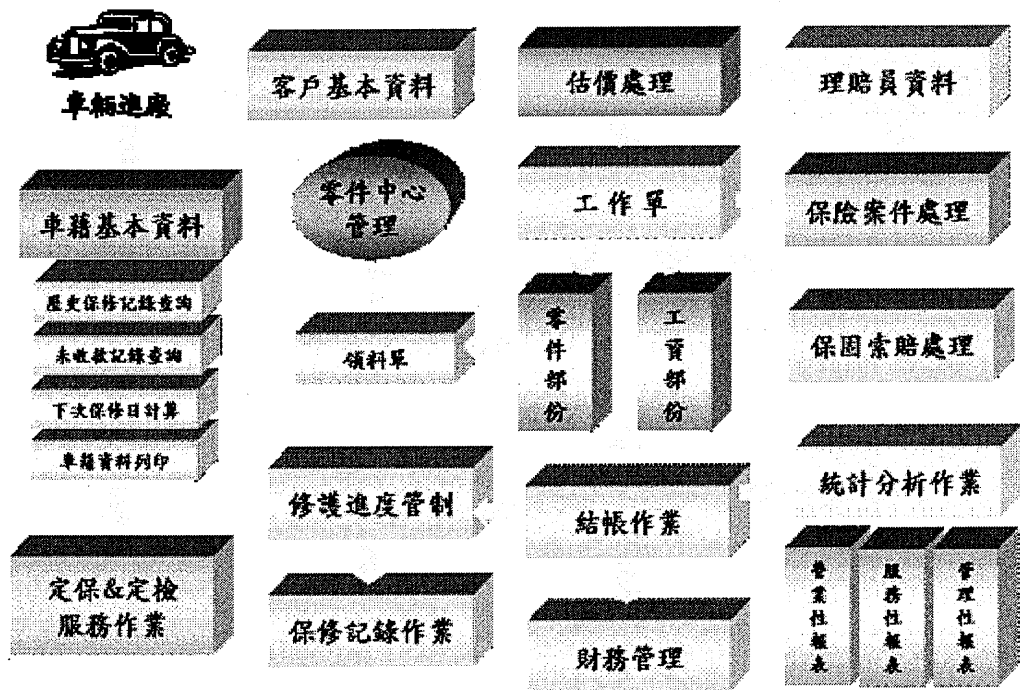 車輛進廠
客戶基本資料
估價處理
理賠員資料
車籍基本資料
零件中心
管理
工作單
保險案件處理
歷史保修記錄查詢
未收款記錄查詢
下次保修日計算
車籍資料列印
領料單
零件部份
工資部份
保固索賠處理
修護進度管制
結帳作業
統計分析作業
定保&定檢
服務作業
保修記錄作業
財務管理
營業性報表
服務性報表
管理性報表